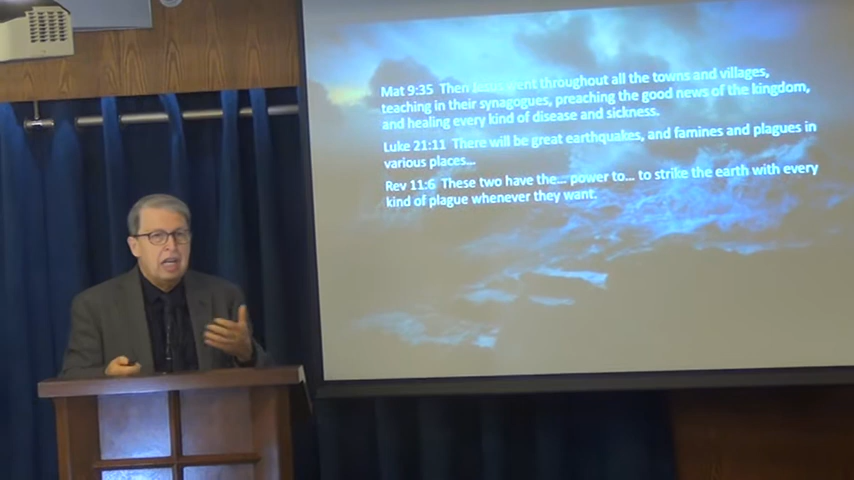 Mat 9:35 Then Jesus went throughout all the towns and villages,
teaching in their synagogues, preaching the good news of the kingdom,
and healing every kind of disease and sickness.
Luke 21:11 There will be great earthquakes, and famines and plagues in
various places...
Rev 11:6 These two have the... power to... to strike the earth with every
kind of plague whenever they want.